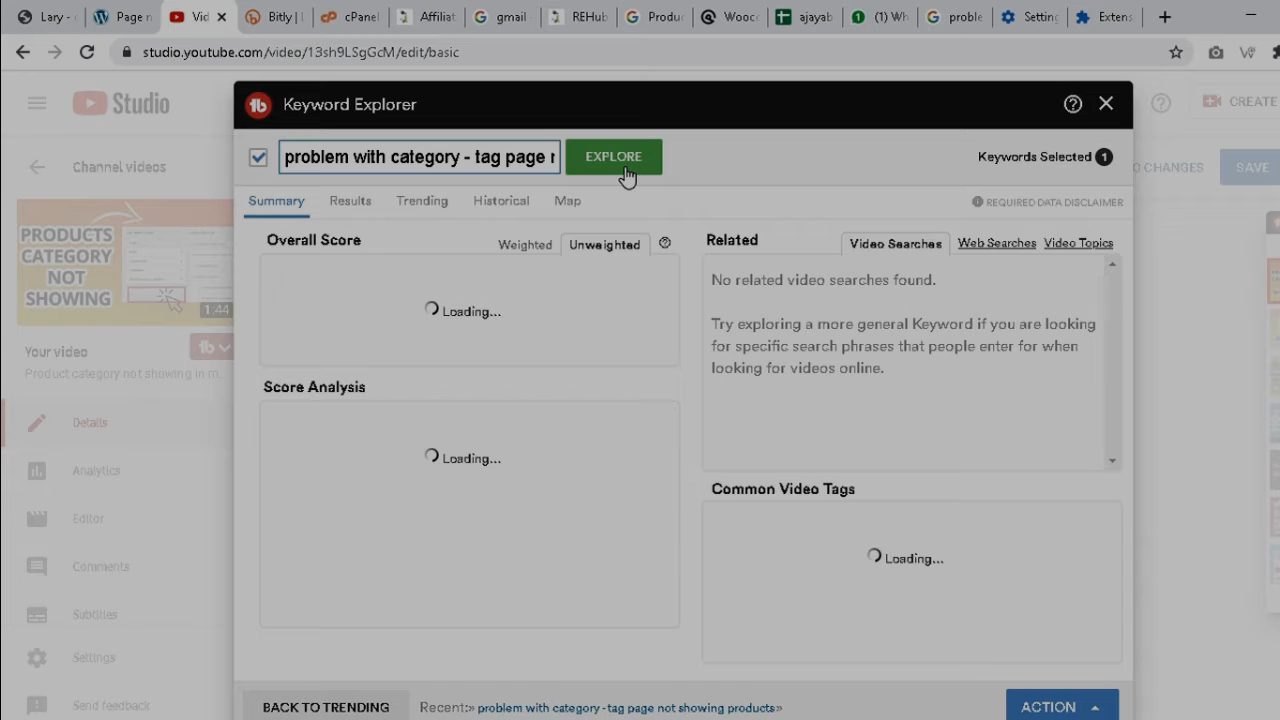 Lary -
Page n
Vid
Bitly |
cPanel
Affiliat
gmail
REHub
Produc
Wooc
ajayab
(1) Wh
proble
Setting
Extens
studio.youtube.com/video/13sh9LSgGcM/edit/basic
Studio
CREATE
Keyword Explorer
Channel videos
problem with category - tag page r
EXPLORE
Keywords Selected 1
O CHANGES
SAVE
Summary
Results
Trending
Historical
Map
REQUIRED DATA DISCLAIMER
PRODUCTS
CATEGORY
NOT
SHOWING
1:44
Overall Score
Weighted
Unweighted
Loading...
Related
Video Searches
Web Searches
Video Topics
No related video searches found.
Try exploring a more general Keyword if you are looking
for specific search phrases that people enter for when
looking for videos online.
Your video
Product category not showing in m...
Score Analysis
Loading...
Common Video Tags
Loading...
Details
Analytics
Editor
Comments
Subtitles
Settings
Send feedback
BACK TO TRENDING
Recent:» problem with category - tag page not showing products»
ACTION